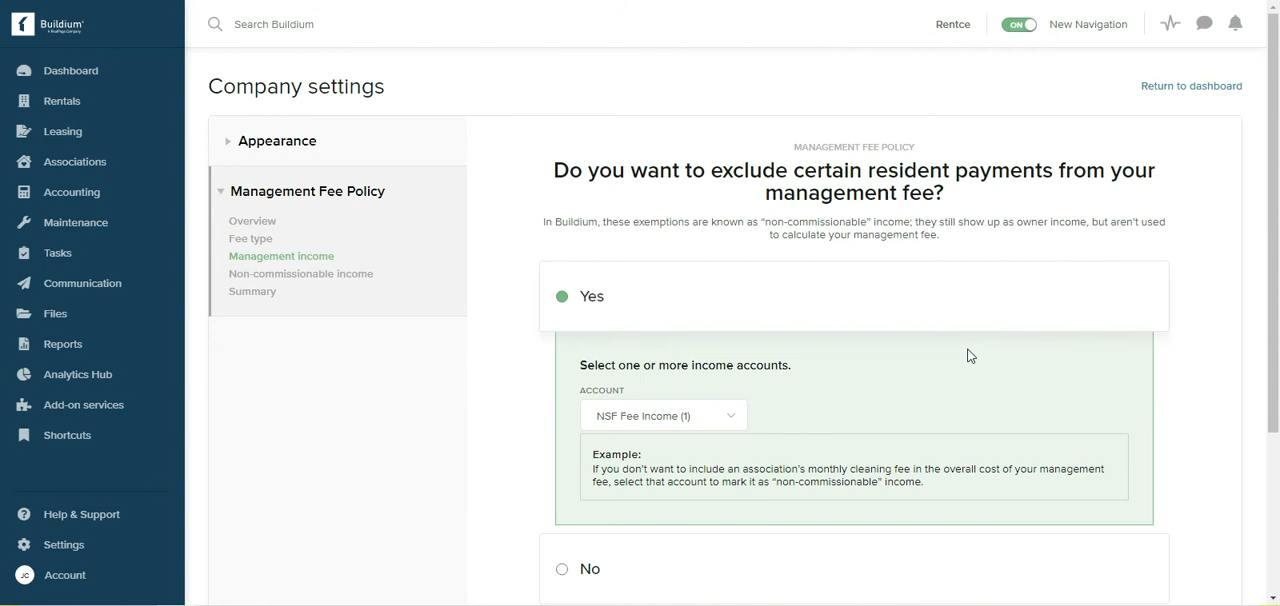 Buildium®
A RealPage Company
Search Buildium
Rentce
ON
New Navigation
Dashboard
Rentals
Leasing
Associations
Accounting
Maintenance
Tasks
Communication
Files
Reports
Analytics Hub
Add-on services
Shortcuts
Help & Support
Settings
JC
Account
Company settings
Return to dashboard
Appearance
Management Fee Policy
Overview
Fee type
Management income
Non-commissionable income
Summary
MANAGEMENT FEE POLICY
Do you want to exclude certain resident payments from your
management fee?
In Buildium, these exemptions are known as “non-commissionable” income; they still show up as owner income, but aren't used
to calculate your management fee.
Yes
Select one or more income accounts.
ACCOUNT
NSF Fee Income (1)
Example:
If you don't want to include an association's monthly cleaning fee in the overall cost of your management
fee, select that account to mark it as “non-commissionable” income.
No